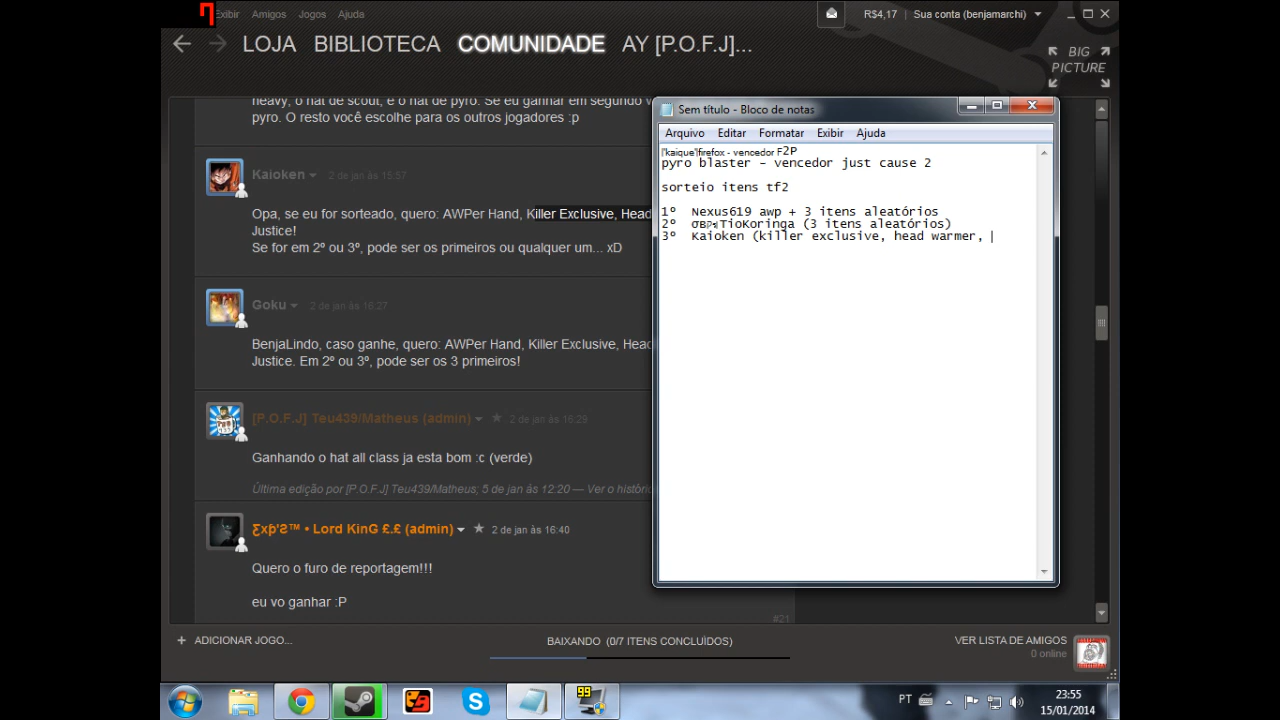 7
Exibir Amigos Jogos Ajuda
R$4,17 | Sua conta (benjamarchi)
LOJA BIBLIOTECA COMUNIDADE AY [P.O.F.J]...
BIG PICTURE
heavy, o hat de scout, e o hat de pyro. Se eu ganhar em segundo
pyro. O resto você escolhe para os outros jogadores :p
Kaioken 2 de jan às 15:57
Opa, se eu for sorteado, quero: AWPer Hand, Killer Exclusive, Head
Justice!
Se for em 2º ou 3º, pode ser os primeiros ou qualquer um... xD
Goku 2 de jan às 16:27
BenjaLindo, caso ganhe, quero: AWPer Hand, Killer Exclusive, Head
Justice. Em 2º ou 3º, pode ser os 3 primeiros!
[P.O.F.J] Teu439/Matheus (admin) 2 de jan às 16:29
Ganhando o hat all class ja esta bom :c (verde)
Última edição por [P.O.F.J] Teu439/Matheus; 5 de jan às 12:20 — Ver o histór
Lord KinG £.£ (admin) 2 de jan às 16:40
Quero o furo de reportagem!!!
eu vo ganhar :P
#21
Sem título - Bloco de notas
Arquivo Editar Formatar Exibir Ajuda
|'kaique'|firefox - vencedor F2P
pyro blaster - vencedor just cause 2
sorteio itens tf2
1º Nexus619 awp + 3 itens aleatórios
2º TioKoringa (3 itens aleatórios)
3º Kaioken (killer exclusive, head warmer,
+ ADICIONAR JOGO...
BAIXANDO (0/7 ITENS CONCLUÍDOS)
VER LISTA DE AMIGOS
0 online
99
PT
23:55
15/01/2014